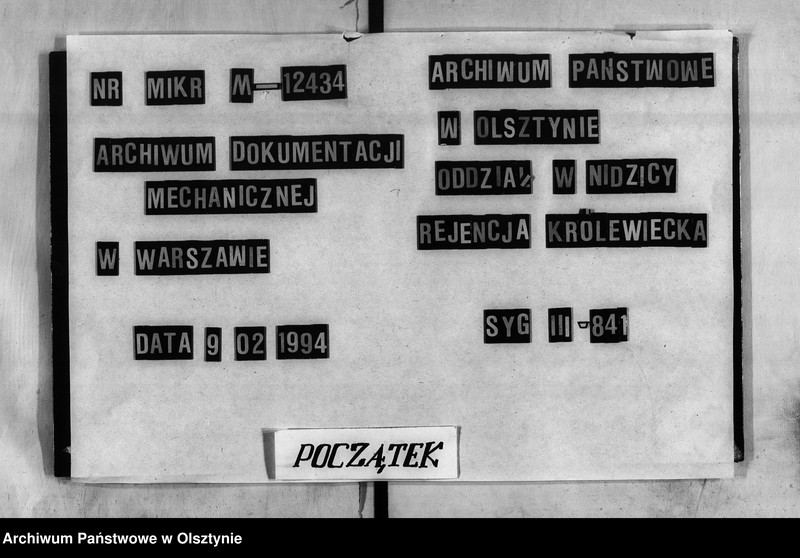 NR MIKR M—12434
ARCHIWUM DOKUMENTACJI
MECHANICZNEJ
W WARSZAWIE
DATA 9 02 1994
ARCHIWUM PAŃSTWOWE
W OLSZTYNIE
ODDZIAŁ W NIDZICY
REJENCJA KRÓLEWIECKA
SYG III-841
POCZĄTEK
Archiwum Państwowe w Olsztynie